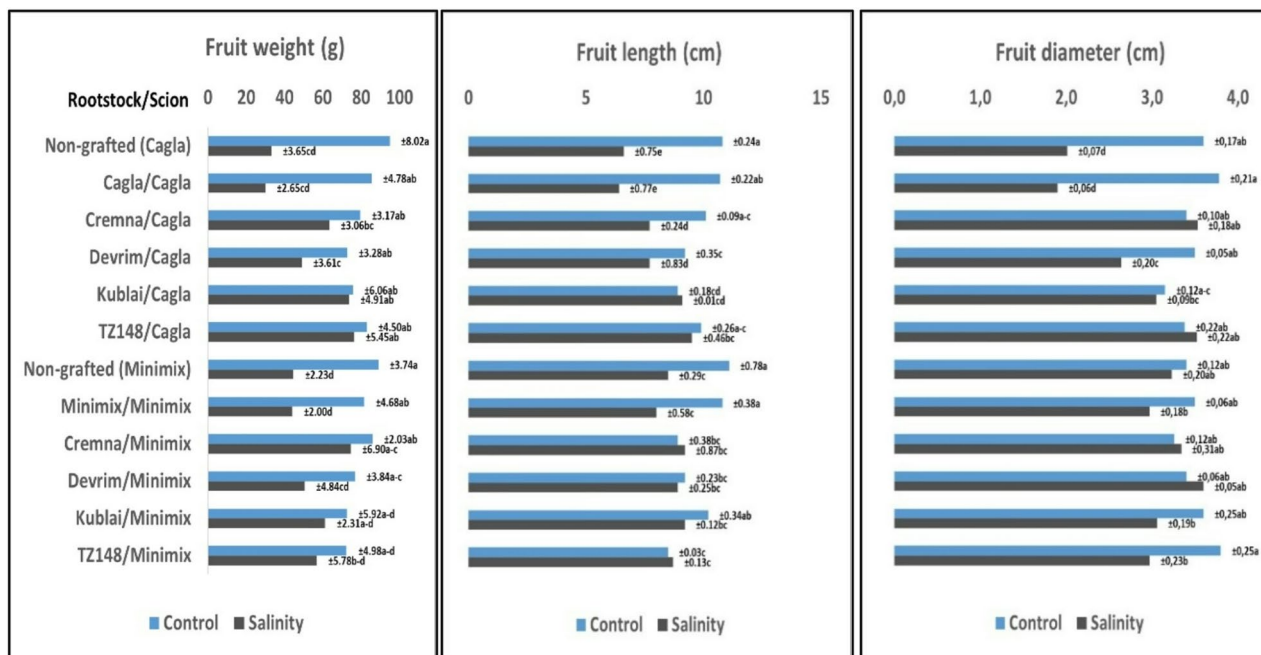 Fruit weight (g)
Rootstock/Scion
0 20 40 60 80 100
Non-grafted (Cagla)
±8.02a
±3.65cd
Cagla/Cagla
±4.78ab
±2.65cd
Cremna/Cagla
±3.17ab
±3.06bc
Devrim/Cagla
±3.28ab
±3.61c
Kublai/Cagla
±6.06ab
±4.91ab
TZ148/Cagla
±4.50ab
±5.45ab
Non-grafted (Minimix)
±3.74a
±2.23d
Minimix/Minimix
±4.68ab
±2.00d
Cremna/Minimix
±2.03ab
±6.90a-c
Devrim/Minimix
±3.84a-c
±4.84cd
Kublai/Minimix
±5.92a-d
±2.31a-d
TZ148/Minimix
±4.98a-d
±5.78b-d
Control Salinity
Fruit length (cm)
0 5 10 15
±0.24a
±0.75e
±0.22ab
±0.77e
±0.09a-c
±0.24d
±0.35c
±0.83d
±0.18cd
±0.01cd
±0.26a-c
±0.46bc
±0.78a
±0.29c
±0.38a
±0.58c
±0.38bc
±0.87bc
±0.23bc
±0.25bc
±0.34ab
±0.12bc
±0.03c
±0.13c
Control Salinity
Fruit diameter (cm)
0,0 1,0 2,0 3,0 4,0
±0,17ab
±0,07d
±0,21a
±0,06d
±0,10ab
±0,18ab
±0,05ab
±0,20c
±0,12a-c
±0,09bc
±0,22ab
±0,22ab
±0,12ab
±0,20ab
±0,06ab
±0,18b
±0,12ab
±0,31ab
±0,06ab
±0,05ab
±0,25ab
±0,19b
±0,25a
±0,23b
Control Salinity